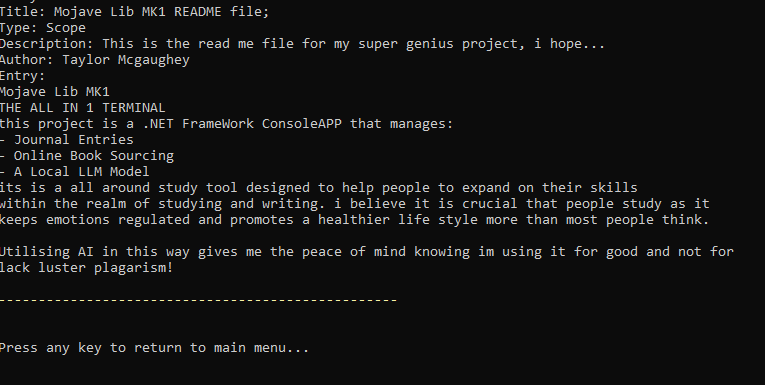 Title: Mojave Lib MK1 README file;
Type: Scope
Description: This is the read me file for my super genius project, i hope...
Author: Taylor Mcgaughey
Entry:
Mojave Lib MK1
THE ALL IN 1 TERMINAL
this project is a .NET FrameWork ConsoleAPP that manages:
- Journal Entries
- Online Book Sourcing
- A Local LLM Model
its is a all around study tool designed to help people to expand on their skills
within the realm of studying and writing. i believe it is crucial that people study as it
keeps emotions regulated and promotes a healthier life style more than most people think.

Utilising AI in this way gives me the peace of mind knowing im using it for good and not for
lack luster plagarism!

--------------------------------------------------

Press any key to return to main menu...